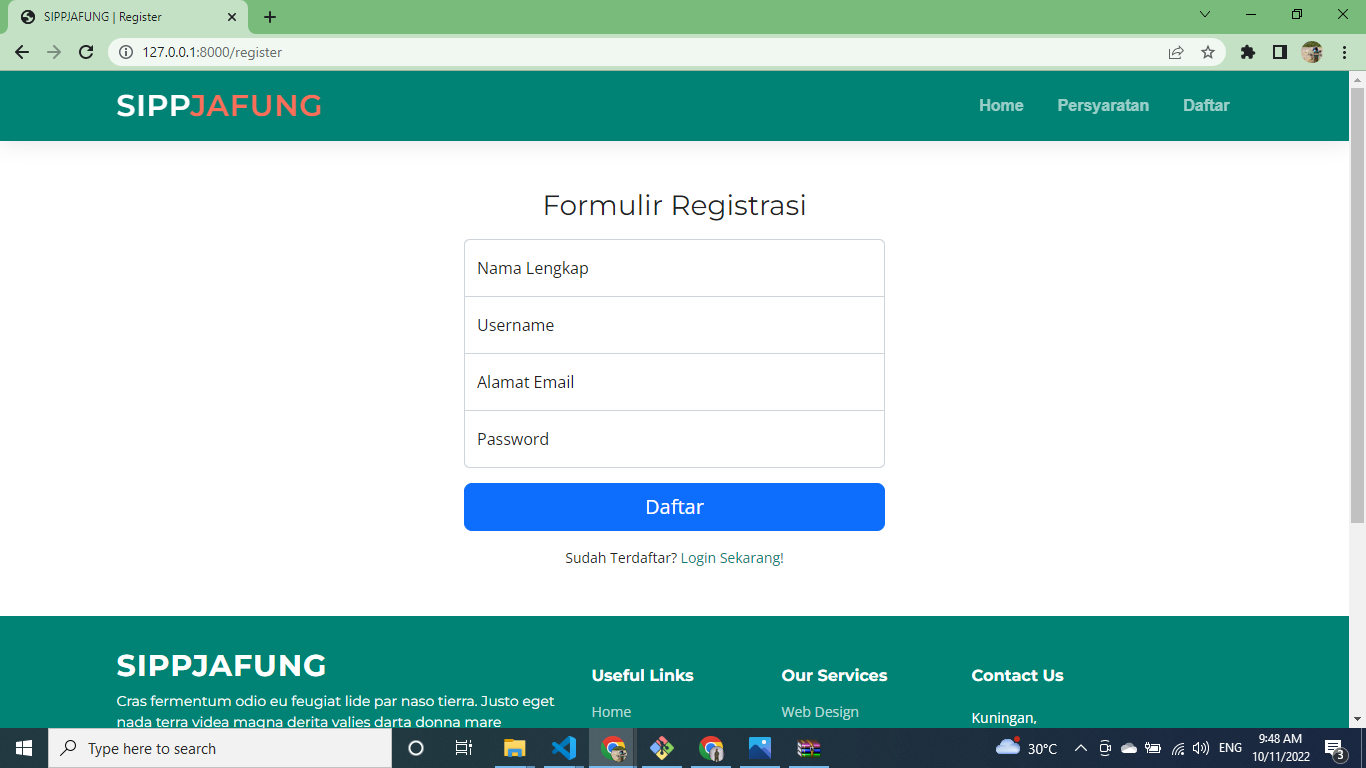 SIPPJAFUNG | Register
127.0.0.1:8000/register
SIPPJAFUNG
Home Persyaratan Daftar
Formulir Registrasi
Nama Lengkap
Username
Alamat Email
Password
Daftar
Sudah Terdaftar? Login Sekarang!
SIPPJAFUNG
Cras fermentum odio eu feugiat lide par naso tierra. Justo eget
nada terra videa magna derita valies darta donna mare
Useful Links
Home
Our Services
Web Design
Contact Us
Kuningan,
Type here to search
30°C
ENG
9:48 AM
10/11/2022
3